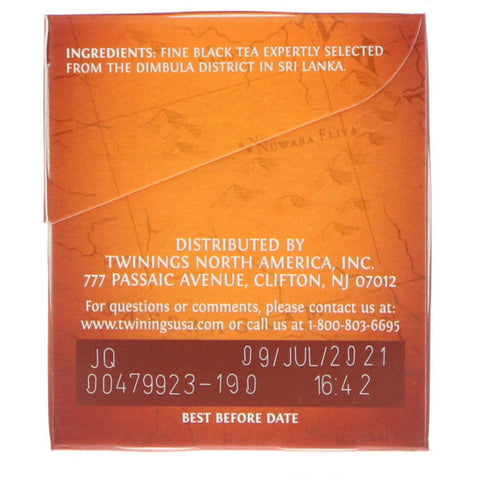 INGREDIENTS: FINE BLACK TEA EXPERTLY SELECTED
FROM THE DIMBULA DISTRICT IN SRI LANKA.
NUWARA ELIYA
DISTRIBUTED BY
TWININGS NORTH AMERICA, INC.
777 PASSAIC AVENUE, CLIFTON, NJ 07012
For questions or comments, please contact us at:
www.twiningsusa.com or call us at 1-800-803-6695
JQ 09/JUL/2021
00479923-190 16:42
BEST BEFORE DATE